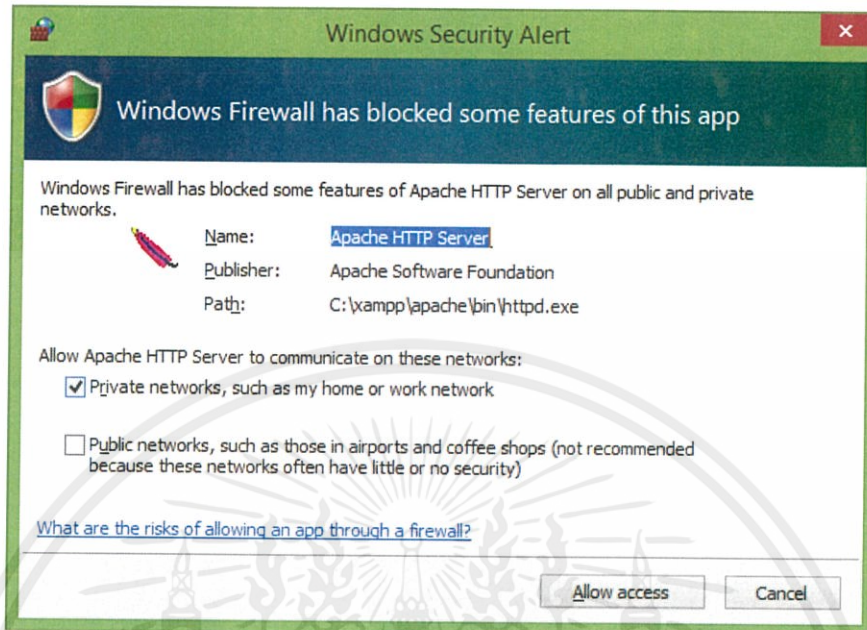 Windows Security Alert
Windows Firewall has blocked some features of this app
Windows Firewall has blocked some features of Apache HTTP Server on all public and private
networks.
Name: Apache HTTP Server
Publisher: Apache Software Foundation
Path: C:\xampp\apache\bin\httpd.exe
Allow Apache HTTP Server to communicate on these networks:
Private networks, such as my home or work network
Public networks, such as those in airports and coffee shops (not recommended
because these networks often have little or no security)
What are the risks of allowing an app through a firewall?
Allow access Cancel